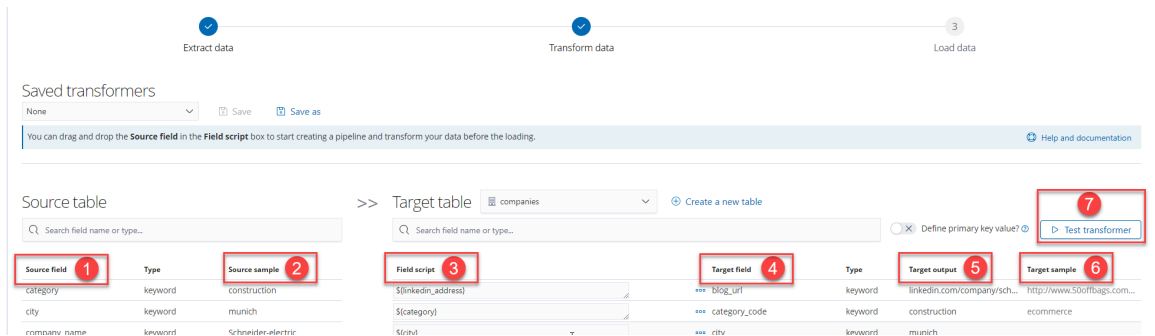 3
Extract data
Transform data
Load data
Saved transformers
None
Save
Save as
You can drag and drop the Source field in the Field script box to start creating a pipeline and transform your data before the loading.
Help and documentation
Source table
>>
Target table
companies
Create a new table
7
Search field name or type...
Search field name or type...
Define primary key value?
Test transformer
Source field 1
Type
Source sample 2
Field script 3
Target field 4
Type
Target output 5
Target sample 6
category
keyword
construction
${linkedin_address}
blog_url
keyword
linkedin.com/company/sch...
http://www.50offbags.com...
city
keyword
munich
${category}
category_code
keyword
construction
ecommerce
company_name
keyword
Schneider-electric
${city}
city
keyword
munich